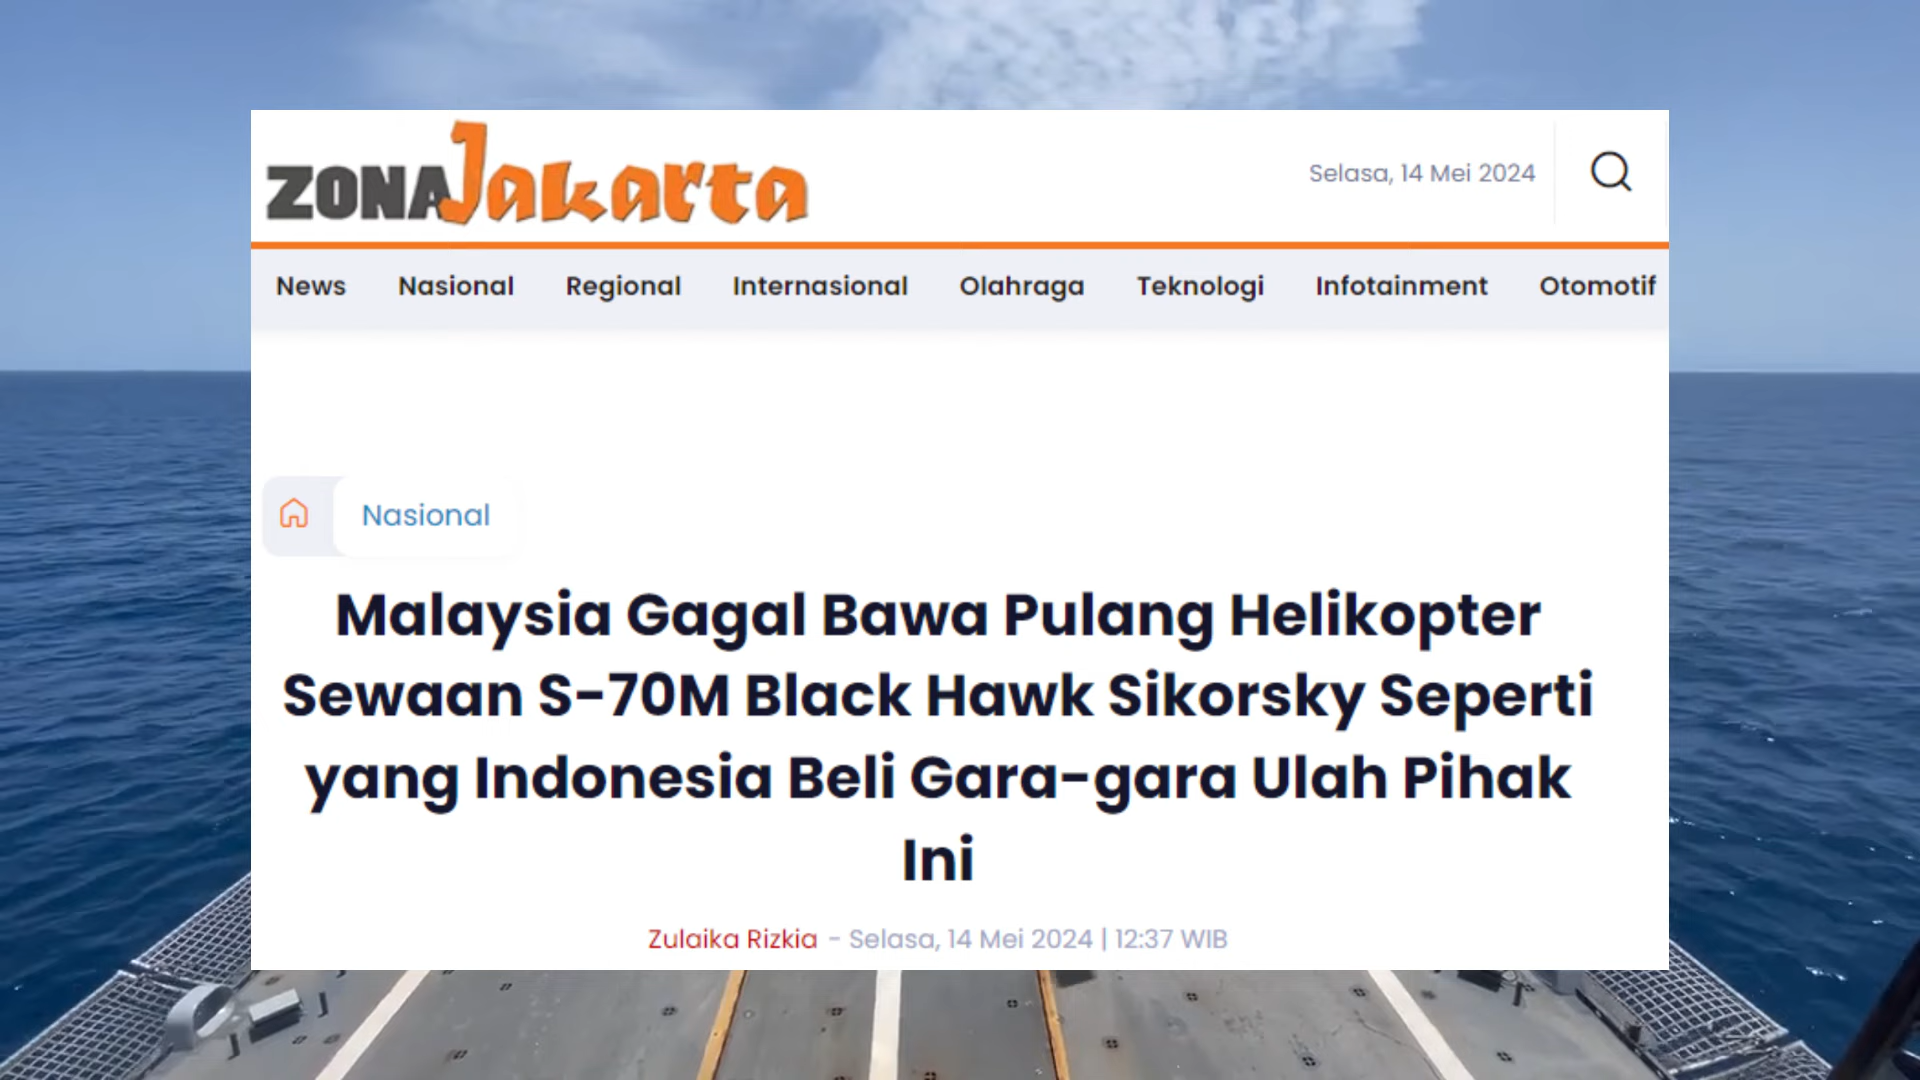 ZONAJakarta
Selasa, 14 Mei 2024
News Nasional Regional Internasional Olahraga Teknologi Infotainment Otomotif
Nasional
Malaysia Gagal Bawa Pulang Helikopter
Sewaan S-70M Black Hawk Sikorsky Seperti
yang Indonesia Beli Gara-gara Ulah Pihak
Ini
Zulaika Rizkia - Selasa, 14 Mei 2024 | 12:37 WIB